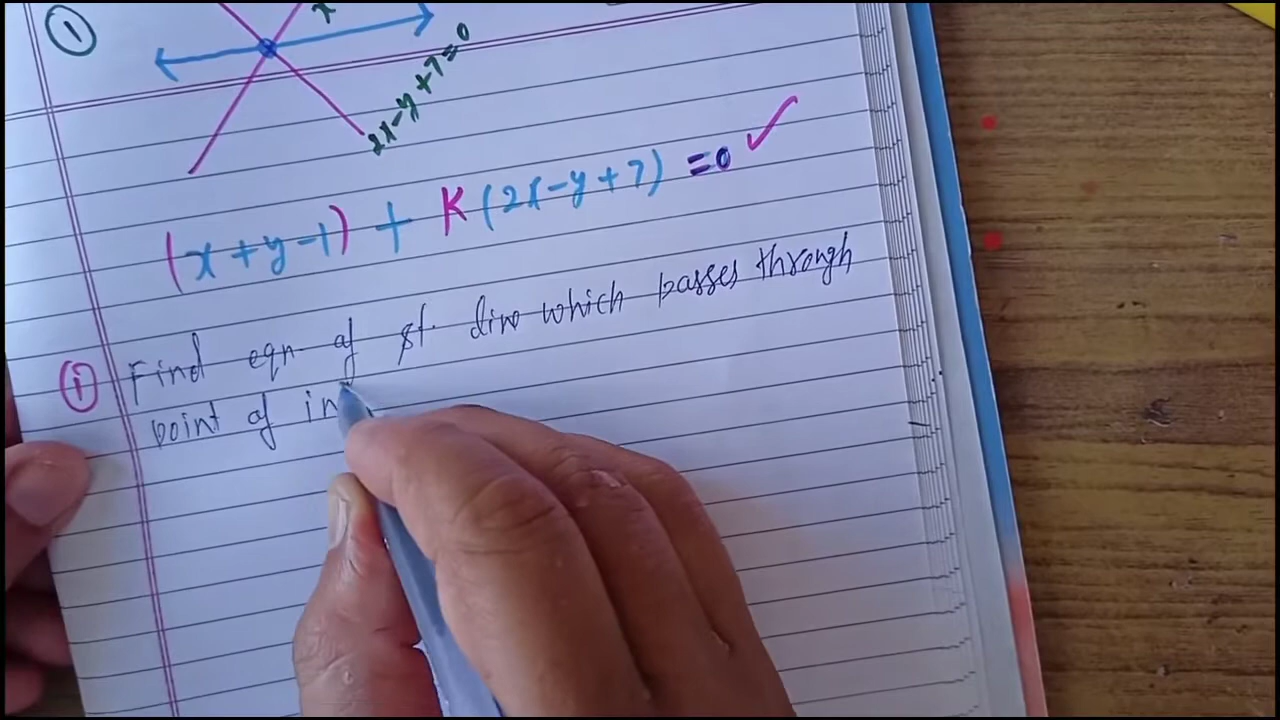 1
x
2x-y+7=0
(x+y-1) + K(2x-y+7) =0 ✓
i Find eqn of st. line which passes through
point of in